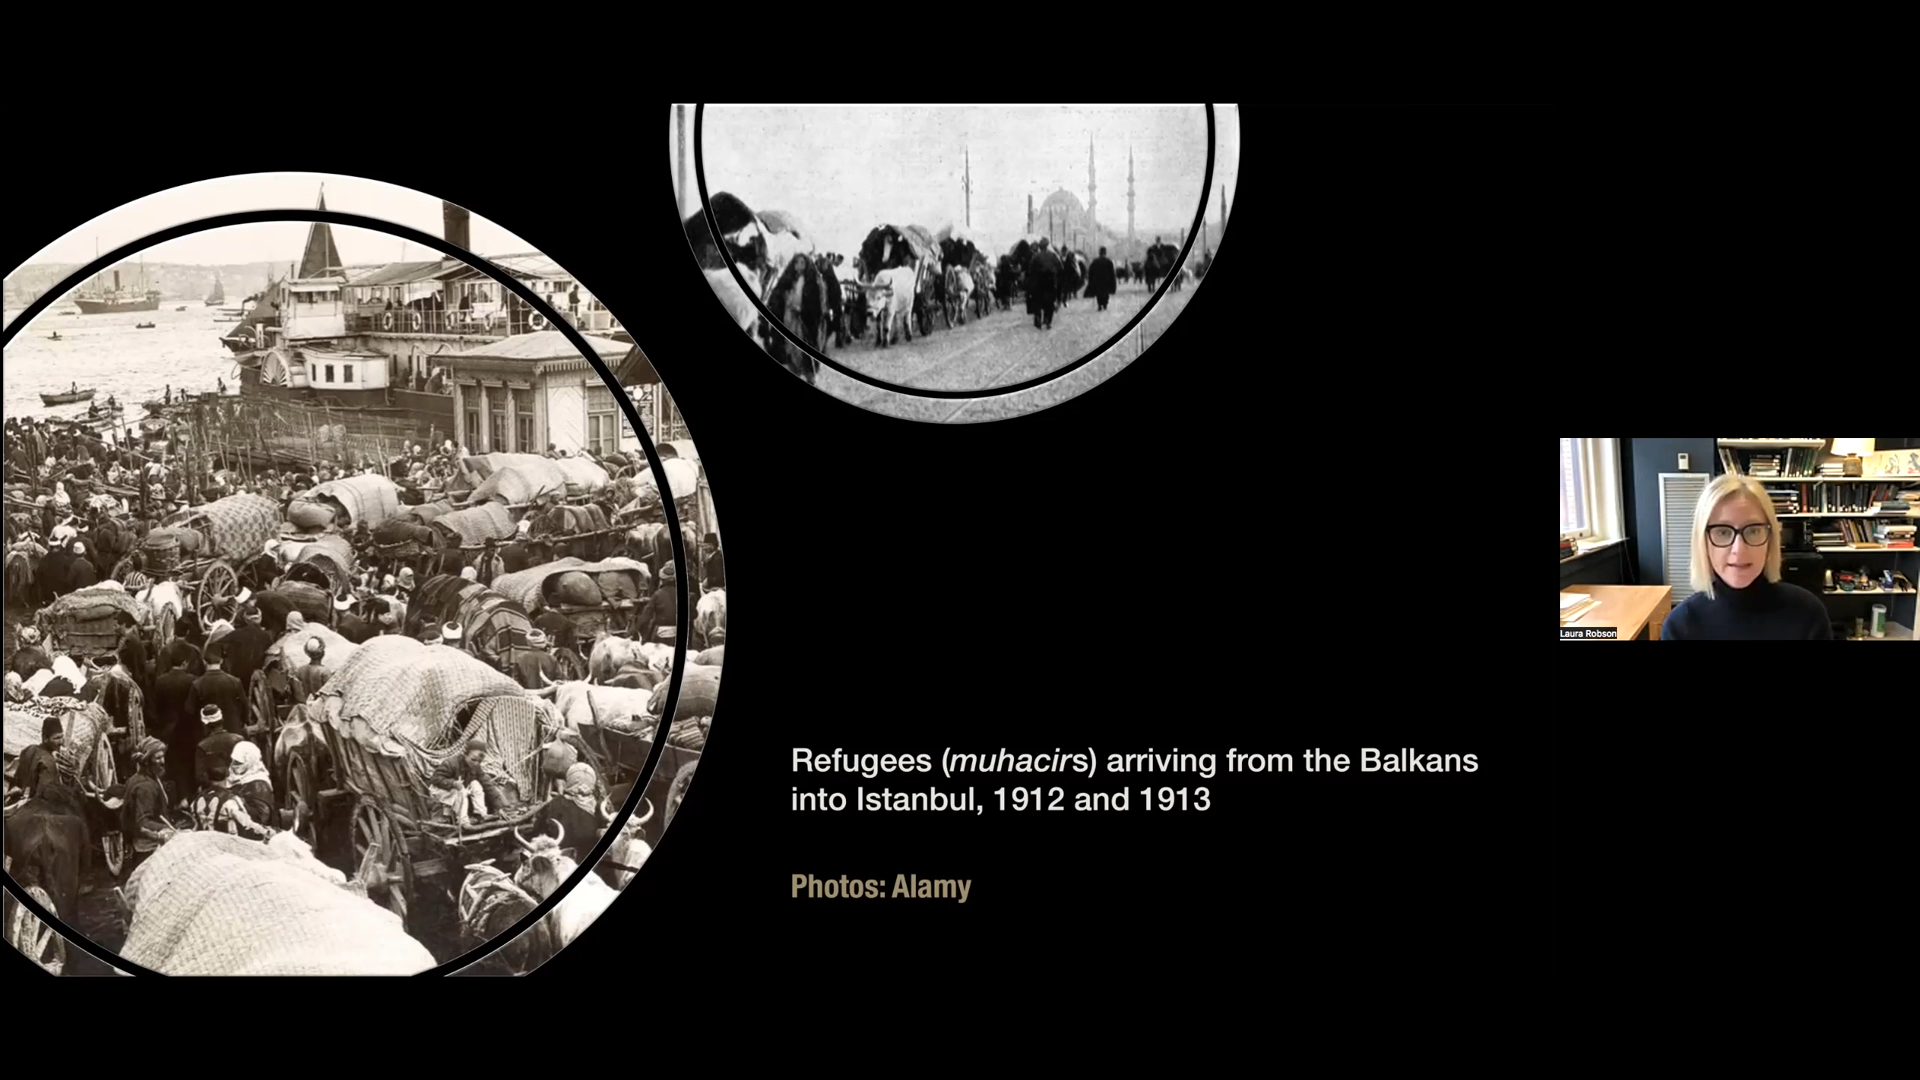 Refugees (muhacirs) arriving from the Balkans
into Istanbul, 1912 and 1913
Photos: Alamy
Laura Robson